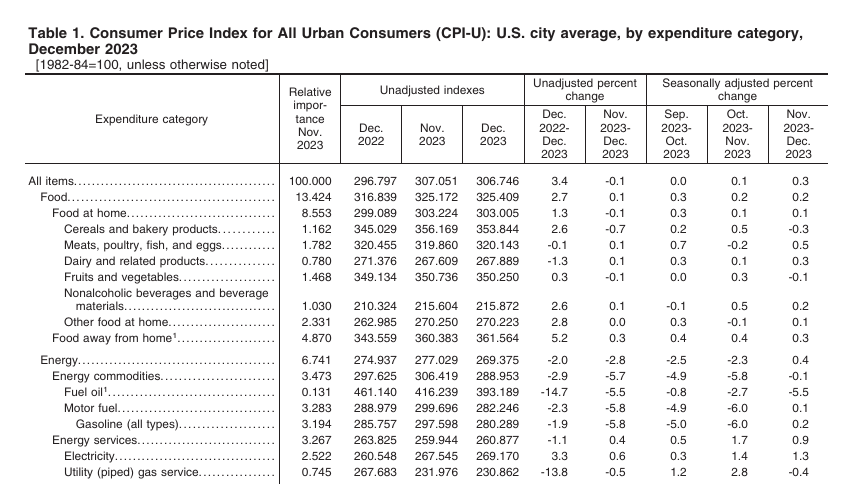 Table 1. Consumer Price Index for All Urban Consumers (CPI-U): U.S. city average, by expenditure category,
December 2023
[1982-84=100, unless otherwise noted]
Expenditure category
Relative
impor-
tance
Nov.
2023
Unadjusted indexes
Unadjusted percent
change
Seasonally adjusted percent
change
Dec.
2022
Nov.
2023
Dec.
2023
Dec.
2022-
Dec.
2023
Nov.
2023-
Dec.
2023
Sep.
2023-
Oct.
2023
Oct.
2023-
Nov.
2023
Nov.
2023-
Dec.
2023
All items 100.000 296.797 307.051 306.746 3.4 -0.1 0.0 0.1 0.3
Food 13.424 316.839 325.172 325.409 2.7 0.1 0.3 0.2 0.2
Food at home 8.553 299.089 303.224 303.005 1.3 -0.1 0.3 0.1 0.1
Cereals and bakery products 1.162 345.029 356.169 353.844 2.6 -0.7 0.2 0.5 -0.3
Meats, poultry, fish, and eggs 1.782 320.455 319.860 320.143 -0.1 0.1 0.7 -0.2 0.5
Dairy and related products 0.780 271.376 267.609 267.889 -1.3 0.1 0.3 0.1 0.3
Fruits and vegetables 1.468 349.134 350.736 350.250 0.3 -0.1 0.0 0.3 -0.1
Nonalcoholic beverages and beverage
materials 1.030 210.324 215.604 215.872 2.6 0.1 -0.1 0.5 0.2
Other food at home 2.331 262.985 270.250 270.223 2.8 0.0 0.3 -0.1 0.1
Food away from home¹ 4.870 343.559 360.383 361.564 5.2 0.3 0.4 0.4 0.3
Energy 6.741 274.937 277.029 269.375 -2.0 -2.8 -2.5 -2.3 0.4
Energy commodities 3.473 297.625 306.419 288.953 -2.9 -5.7 -4.9 -5.8 -0.1
Fuel oil¹ 0.131 461.140 416.239 393.189 -14.7 -5.5 -0.8 -2.7 -5.5
Motor fuel 3.283 288.979 299.696 282.246 -2.3 -5.8 -4.9 -6.0 0.1
Gasoline (all types) 3.194 285.757 297.598 280.289 -1.9 -5.8 -5.0 -6.0 0.2
Energy services 3.267 263.825 259.944 260.877 -1.1 0.4 0.5 1.7 0.9
Electricity 2.522 260.548 267.545 269.170 3.3 0.6 0.3 1.4 1.3
Utility (piped) gas service 0.745 267.683 231.976 230.862 -13.8 -0.5 1.2 2.8 -0.4